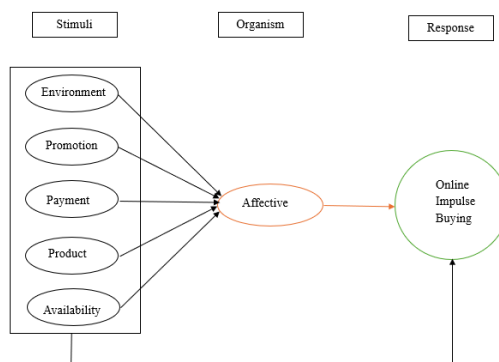 Stimuli
Organism
Response
Environment
Promotion
Payment
Product
Availability
Affective
Online
Impulse
Buying